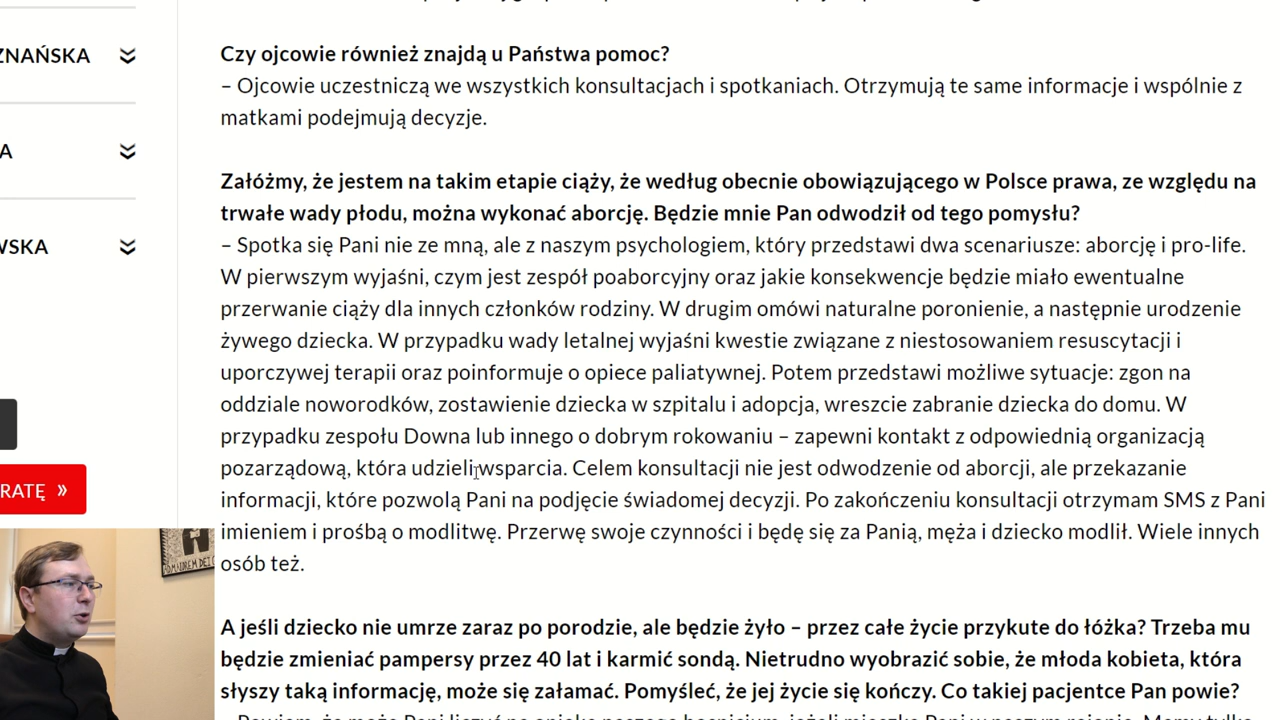 ZNAŃSKA
A
WSKA
RATĘ »
Czy ojcowie również znajdą u Państwa pomoc?
– Ojcowie uczestniczą we wszystkich konsultacjach i spotkaniach. Otrzymują te same informacje i wspólnie z
matkami podejmują decyzje.
Załóżmy, że jestem na takim etapie ciąży, że według obecnie obowiązującego w Polsce prawa, ze względu na
trwałe wady płodu, można wykonać aborcję. Będzie mnie Pan odwodził od tego pomysłu?
– Spotka się Pani nie ze mną, ale z naszym psychologiem, który przedstawi dwa scenariusze: aborcję i pro-life.
W pierwszym wyjaśni, czym jest zespół poaborcyjny oraz jakie konsekwencje będzie miało ewentualne
przerwanie ciąży dla innych członków rodziny. W drugim omówi naturalne poronienie, a następnie urodzenie
żywego dziecka. W przypadku wady letalnej wyjaśni kwestie związane z niestosowaniem resuscytacji i
uporczywej terapii oraz poinformuje o opiece paliatywnej. Potem przedstawi możliwe sytuacje: zgon na
oddziale noworodków, zostawienie dziecka w szpitalu i adopcja, wreszcie zabranie dziecka do domu. W
przypadku zespołu Downa lub innego o dobrym rokowaniu – zapewni kontakt z odpowiednią organizacją
pozarządową, która udzieli wsparcia. Celem konsultacji nie jest odwodzenie od aborcji, ale przekazanie
informacji, które pozwolą Pani na podjęcie świadomej decyzji. Po zakończeniu konsultacji otrzymam SMS z Pani
imieniem i prośbą o modlitwę. Przerwę swoje czynności i będę się za Panią, męża i dziecko modlił. Wiele innych
osób też.
A jeśli dziecko nie umrze zaraz po porodzie, ale będzie żyło – przez całe życie przykute do łóżka? Trzeba mu
będzie zmieniać pampersy przez 40 lat i karmić sondą. Nietrudno wyobrazić sobie, że młoda kobieta, która
słyszy taką informację, może się załamać. Pomyśleć, że jej życie się kończy. Co takiej pacjentce Pan powie?